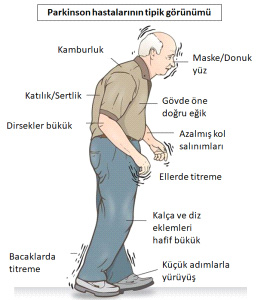 Parkinson hastalarının tipik görünümü
Kamburluk
Maske/Donuk
yüz
Katılık/Sertlik
Gövde öne
doğru eğik
Dirsekler bükük
Azalmış kol
salınımları
Ellerde titreme
Kalça ve diz
eklemleri
hafif bükük
Bacaklarda
titreme
Küçük adımlarla
yürüyüş